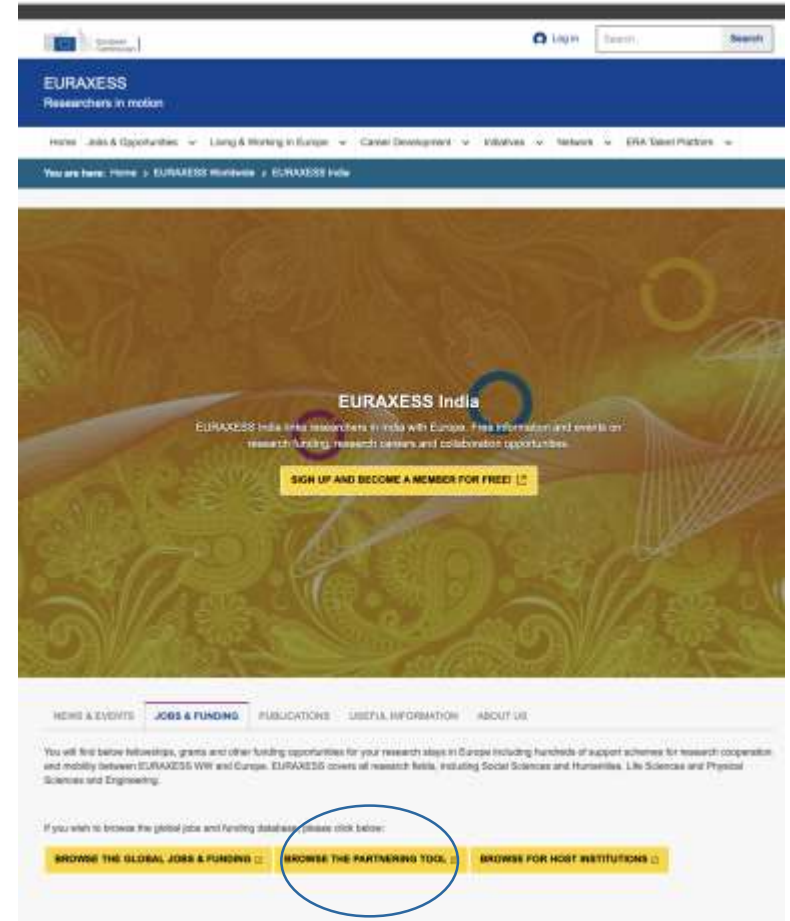 European
Commission
Log in
Search
Search
EURAXESS
Researchers in motion
Home Jobs & Opportunities Living & Working in Europe Career Development Initiatives Network ERA Talent Platform
You are here: Home > EURAXESS Worldwide > EURAXESS India
EURAXESS India
EURAXESS India links researchers in India with Europe. Free information and events on
research funding, research careers and collaboration opportunities.
SIGN UP AND BECOME A MEMBER FOR FREE!
NEWS & EVENTS JOBS & FUNDING PUBLICATIONS USEFUL INFORMATION ABOUT US
You will find below fellowships, grants and other funding opportunities for your research stays in Europe including hundreds of support schemes for research cooperation
and mobility between EURAXESS WW and Europe. EURAXESS covers all research fields, including Social Sciences and Humanities, Life Sciences and Physical
Sciences and Engineering.
If you wish to browse the global jobs and funding database, please click below:
BROWSE THE GLOBAL JOBS & FUNDING BROWSE THE PARTNERING TOOL BROWSE FOR HOST INSTITUTIONS